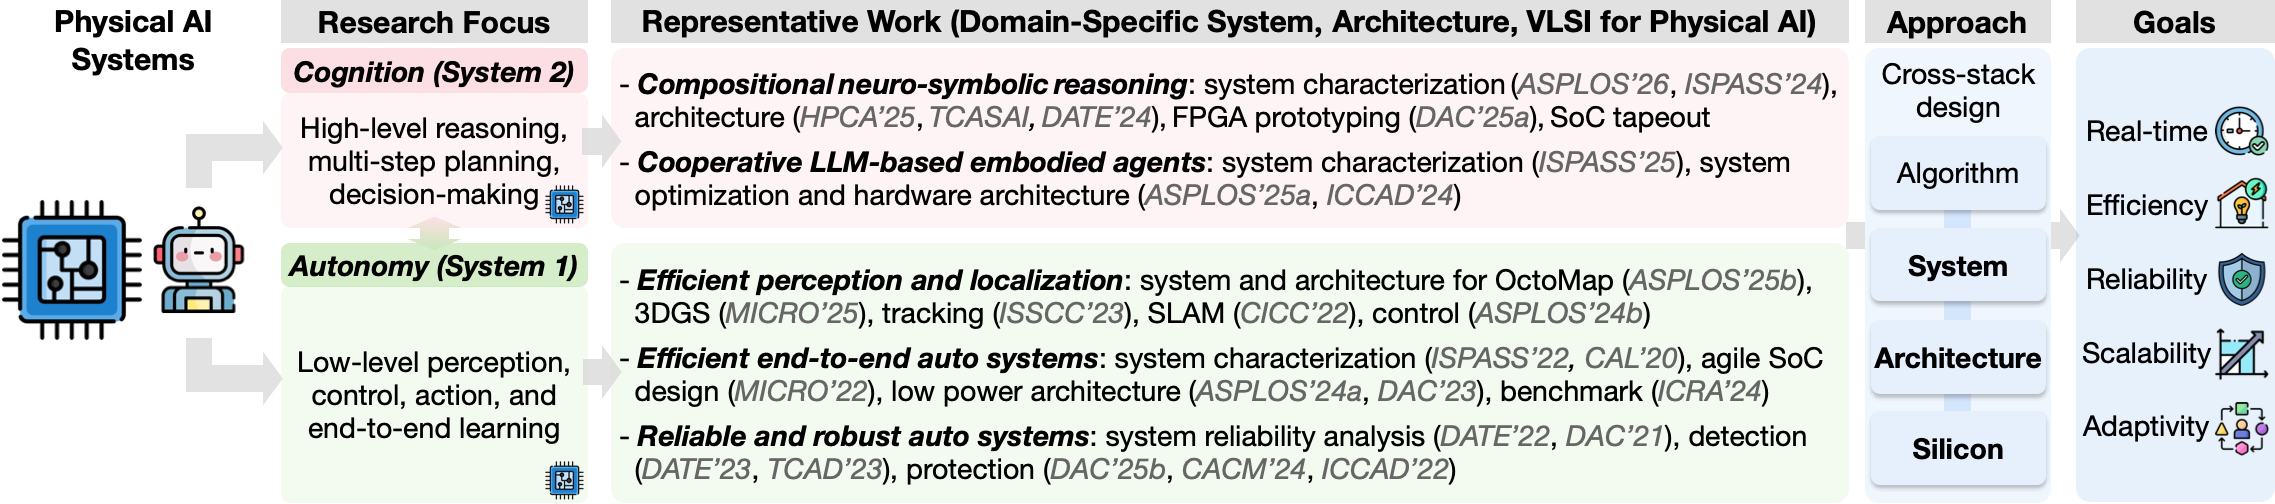 Physical AI
Systems
Research Focus
Cognition (System 2)
High-level reasoning,
multi-step planning,
decision-making
Autonomy (System 1)
Low-level perception,
control, action, and
end-to-end learning
Representative Work (Domain-Specific System, Architecture, VLSI for Physical AI)
- Compositional neuro-symbolic reasoning: system characterization (ASPLOS’26, ISPASS’24),
architecture (HPCA’25, TCASAI, DATE’24), FPGA prototyping (DAC’25a), SoC tapeout
- Cooperative LLM-based embodied agents: system characterization (ISPASS’25), system
optimization and hardware architecture (ASPLOS’25a, ICCAD’24)
- Efficient perception and localization: system and architecture for OctoMap (ASPLOS’25b),
3DGS (MICRO’25), tracking (ISSCC’23), SLAM (CICC’22), control (ASPLOS’24b)
- Efficient end-to-end auto systems: system characterization (ISPASS’22, CAL’20), agile SoC
design (MICRO’22), low power architecture (ASPLOS’24a, DAC’23), benchmark (ICRA’24)
- Reliable and robust auto systems: system reliability analysis (DATE’22, DAC’21), detection
(DATE’23, TCAD’23), protection (DAC’25b, CACM’24, ICCAD’22)
Approach
Cross-stack
design
Algorithm
System
Architecture
Silicon
Goals
Real-time
Efficiency
Reliability
Scalability
Adaptivity